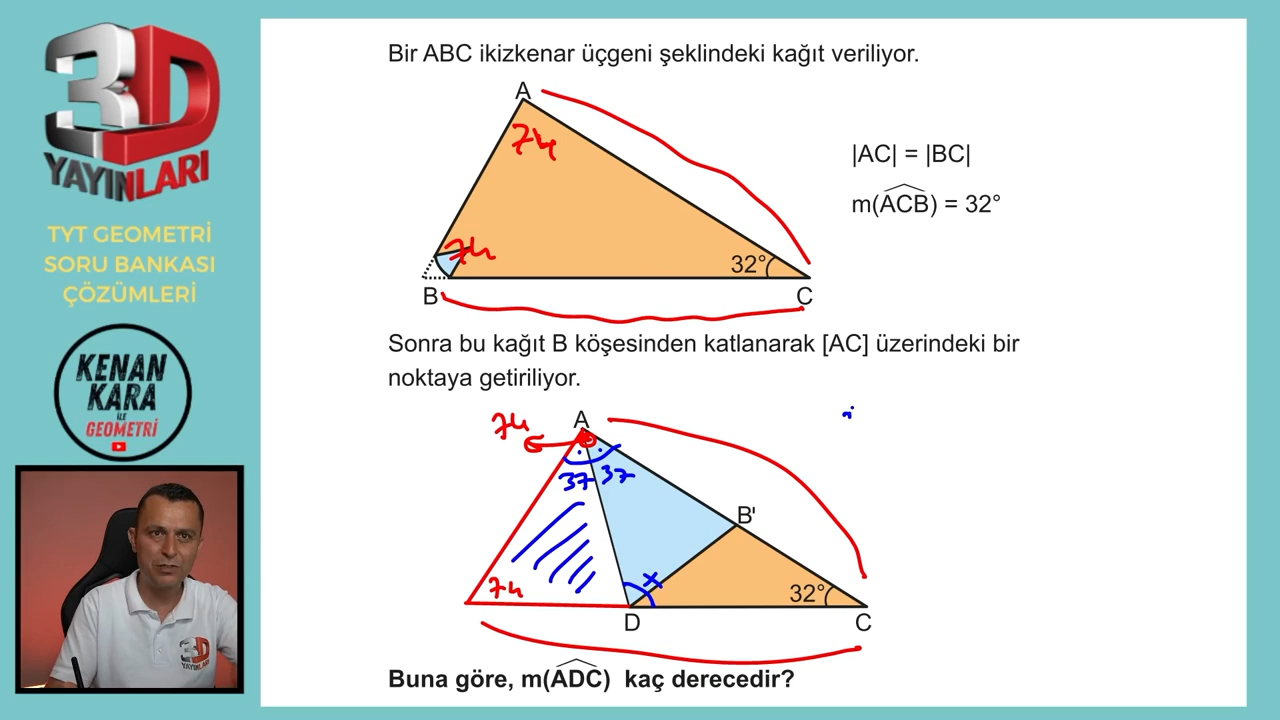 3D
YAYINLARI
TYT GEOMETRİ
SORU BANKASI
ÇÖZÜMLERİ
KENAN
KARA
İLE
GEOMETRİ
3D
YAYINLARI
Bir ABC ikizkenar üçgeni şeklindeki kağıt veriliyor.
A
74
|AC| = |BC|
m(ACB) = 32°
74
32°
B
C
Sonra bu kağıt B köşesinden katlanarak [AC] üzerindeki bir
noktaya getiriliyor.
74
A
37 37
B'
x
74
32°
D
C
Buna göre, m(ADC) kaç derecedir?